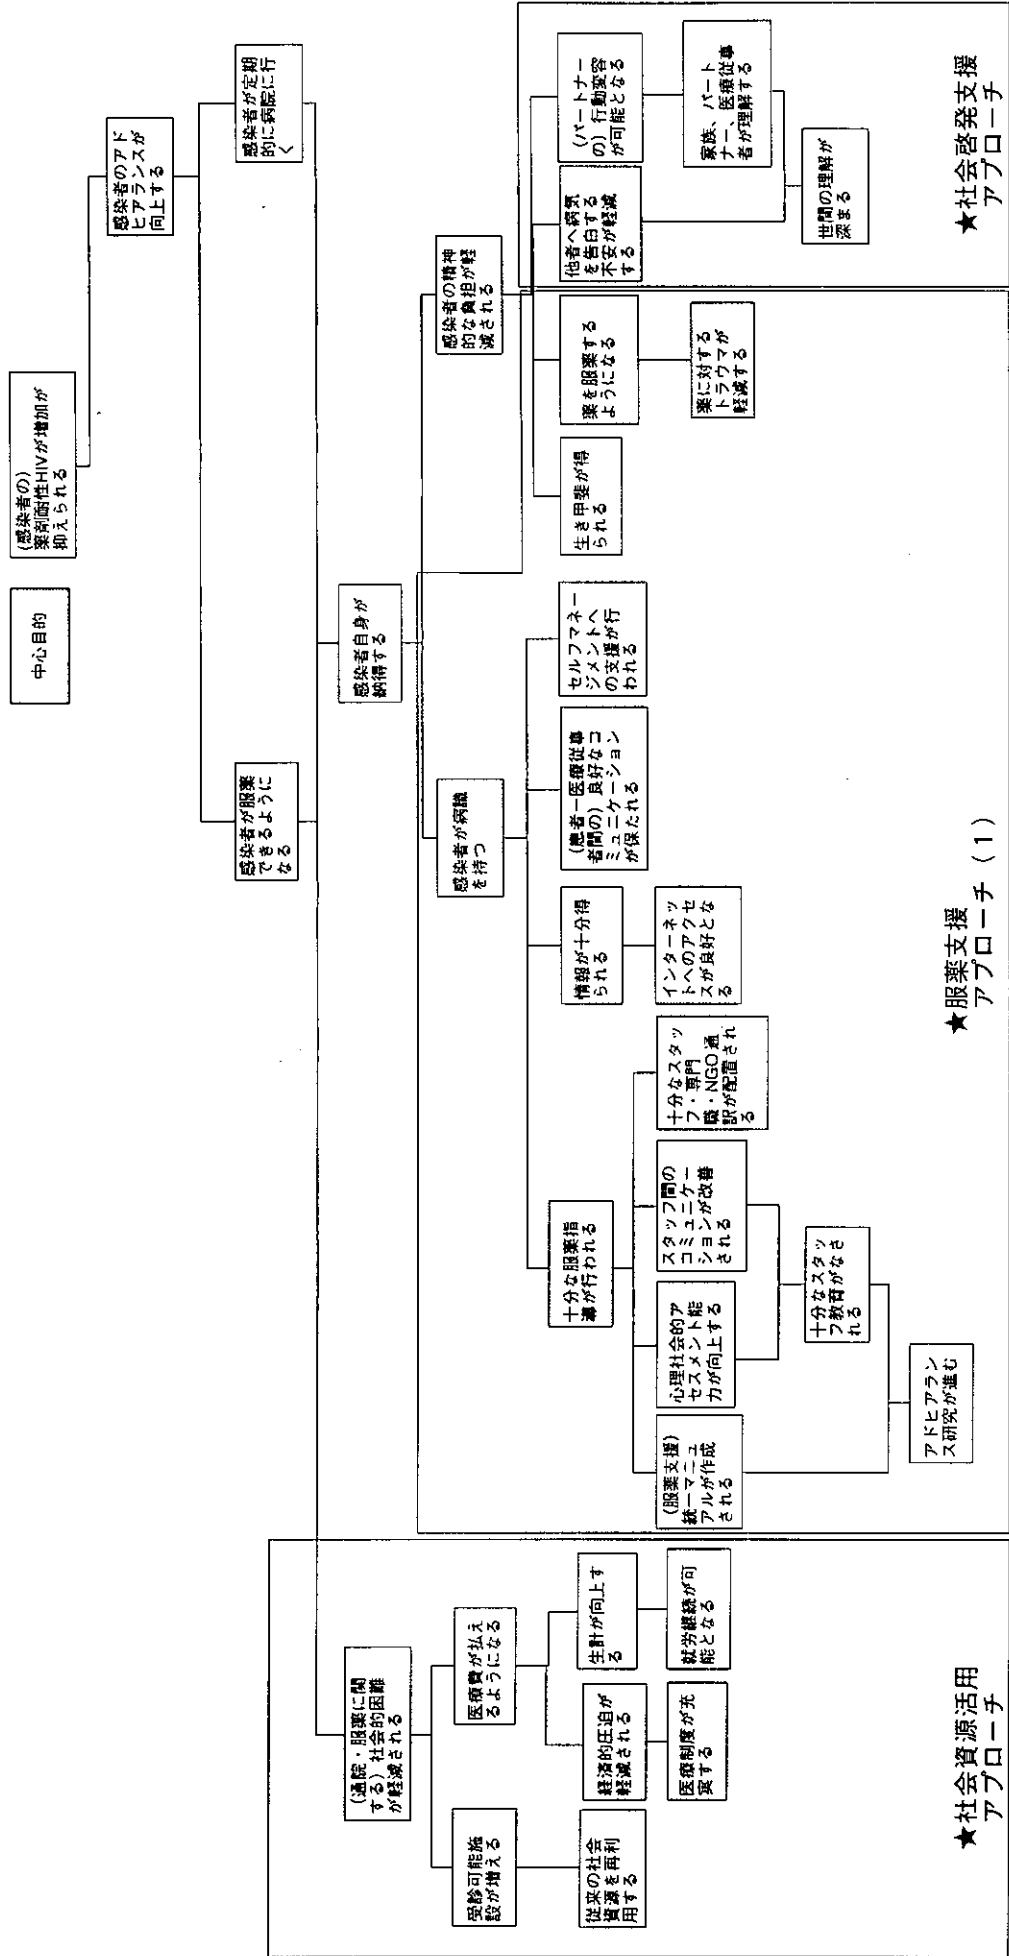 中心目的
(感染者の)
薬剤耐性HIVが増加が
抑えられる
感染者のアド
ヒアランスが
向上する
感染者が服薬
できるように
なる
感染者が定期
的に病院に行
く
(通院・服薬に関
する)社会的困難
が軽減される
感染者自身が
納得する
受診可能施
設が増える
医療費が払え
るようになる
感染者が病識
を持つ
感染者の精神
的な負担が軽
減される
従来の社会
資源を再利
用する
経済的圧迫が
軽減される
生計が向上す
る
医療制度が充
実する
就労継続が可
能となる
十分な服薬指
導が行われる
情報が十分得
られる
(患者ー医療従事
者間の)良好なコ
ミュニケーション
が保たれる
セルフマネー
ジメントへ
の支援が行
われる
生き甲斐が得
られる
薬を服薬する
ようになる
他者へ病気
を告白する
不安が軽減
する
(パートナー
の)行動変容
が可能となる
(服薬支援)
統一マニュ
アルが作成
される
心理社会的ア
セスメント能
力が向上する
スタッフ間の
コミュニケー
ションが改善
される
十分なスタッ
フ・専門
職・NGO通
訳が配置され
る
インターネッ
トへのアクセ
スが良好とな
る
薬に対する
トラウマが
軽減する
家族、パート
ナー、医療従事
者が理解する
十分なスタッ
フ教育がなさ
れる
世間の理解が
深まる
アドヒアラン
ス研究が進む
★社会資源活用
アプローチ
★服薬支援
アプローチ(1)
★社会啓発支援
アプローチ